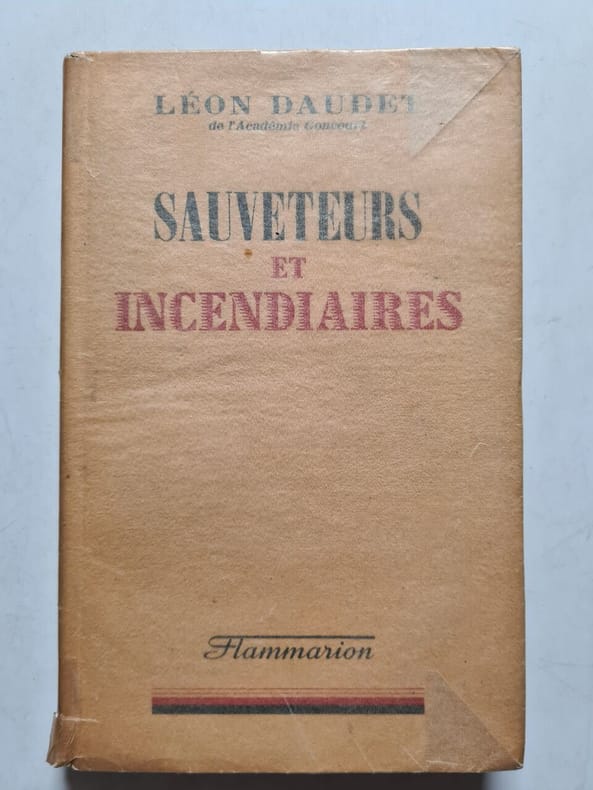 LÉON DAUDET
de l'Académie Goncourt
SAUVETEURS
ET
INCENDIAIRES
Flammarion